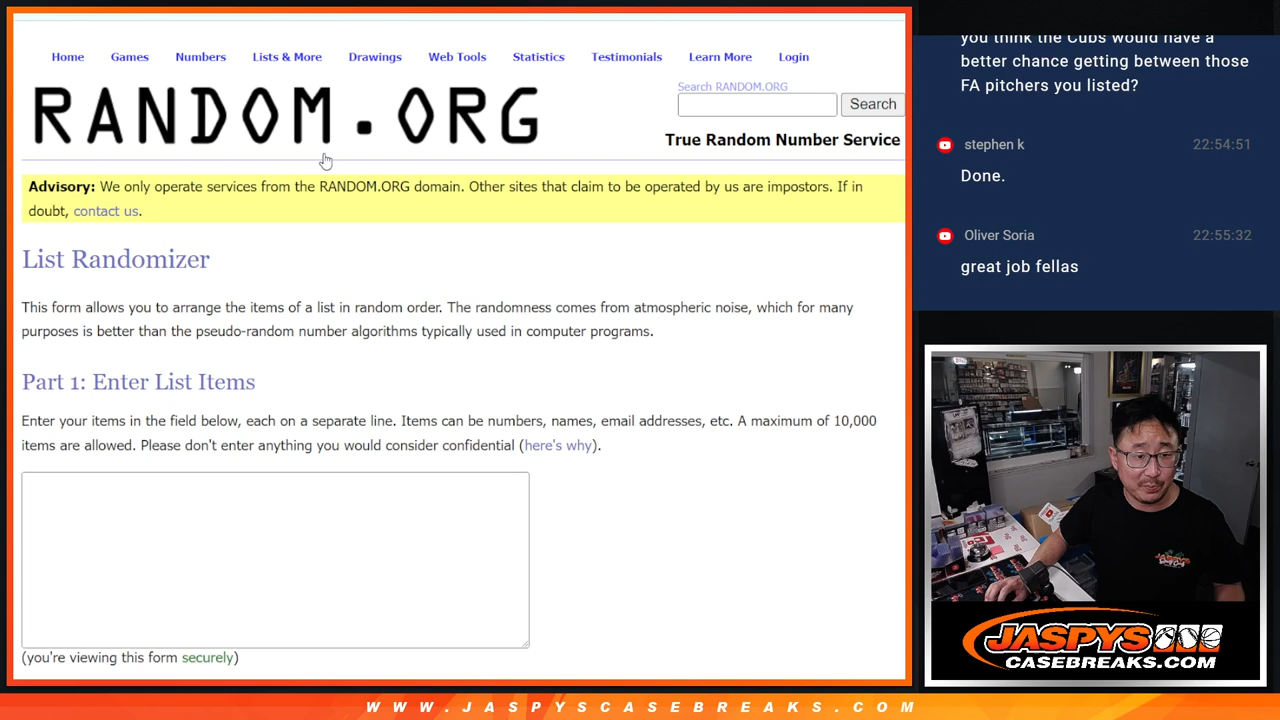 Home Games Numbers Lists & More Drawings Web Tools Statistics Testimonials Learn More Login
RANDOM.ORG
Search RANDOM.ORG
Search
True Random Number Service
Advisory: We only operate services from the RANDOM.ORG domain. Other sites that claim to be operated by us are impostors. If in
doubt, contact us.
List Randomizer
This form allows you to arrange the items of a list in random order. The randomness comes from atmospheric noise, which for many
purposes is better than the pseudo-random number algorithms typically used in computer programs.
Part 1: Enter List Items
Enter your items in the field below, each on a separate line. Items can be numbers, names, email addresses, etc. A maximum of 10,000
items are allowed. Please don't enter anything you would consider confidential (here's why).
(you're viewing this form securely)
you think the Cubs would have a
better chance getting between those
FA pitchers you listed?
stephen k 22:54:51
Done.
Oliver Soria 22:55:32
great job fellas
JASPYS
JASPYS
CASEBREAKS.COM
WWW.JASPYSCASEBREAKS.COM